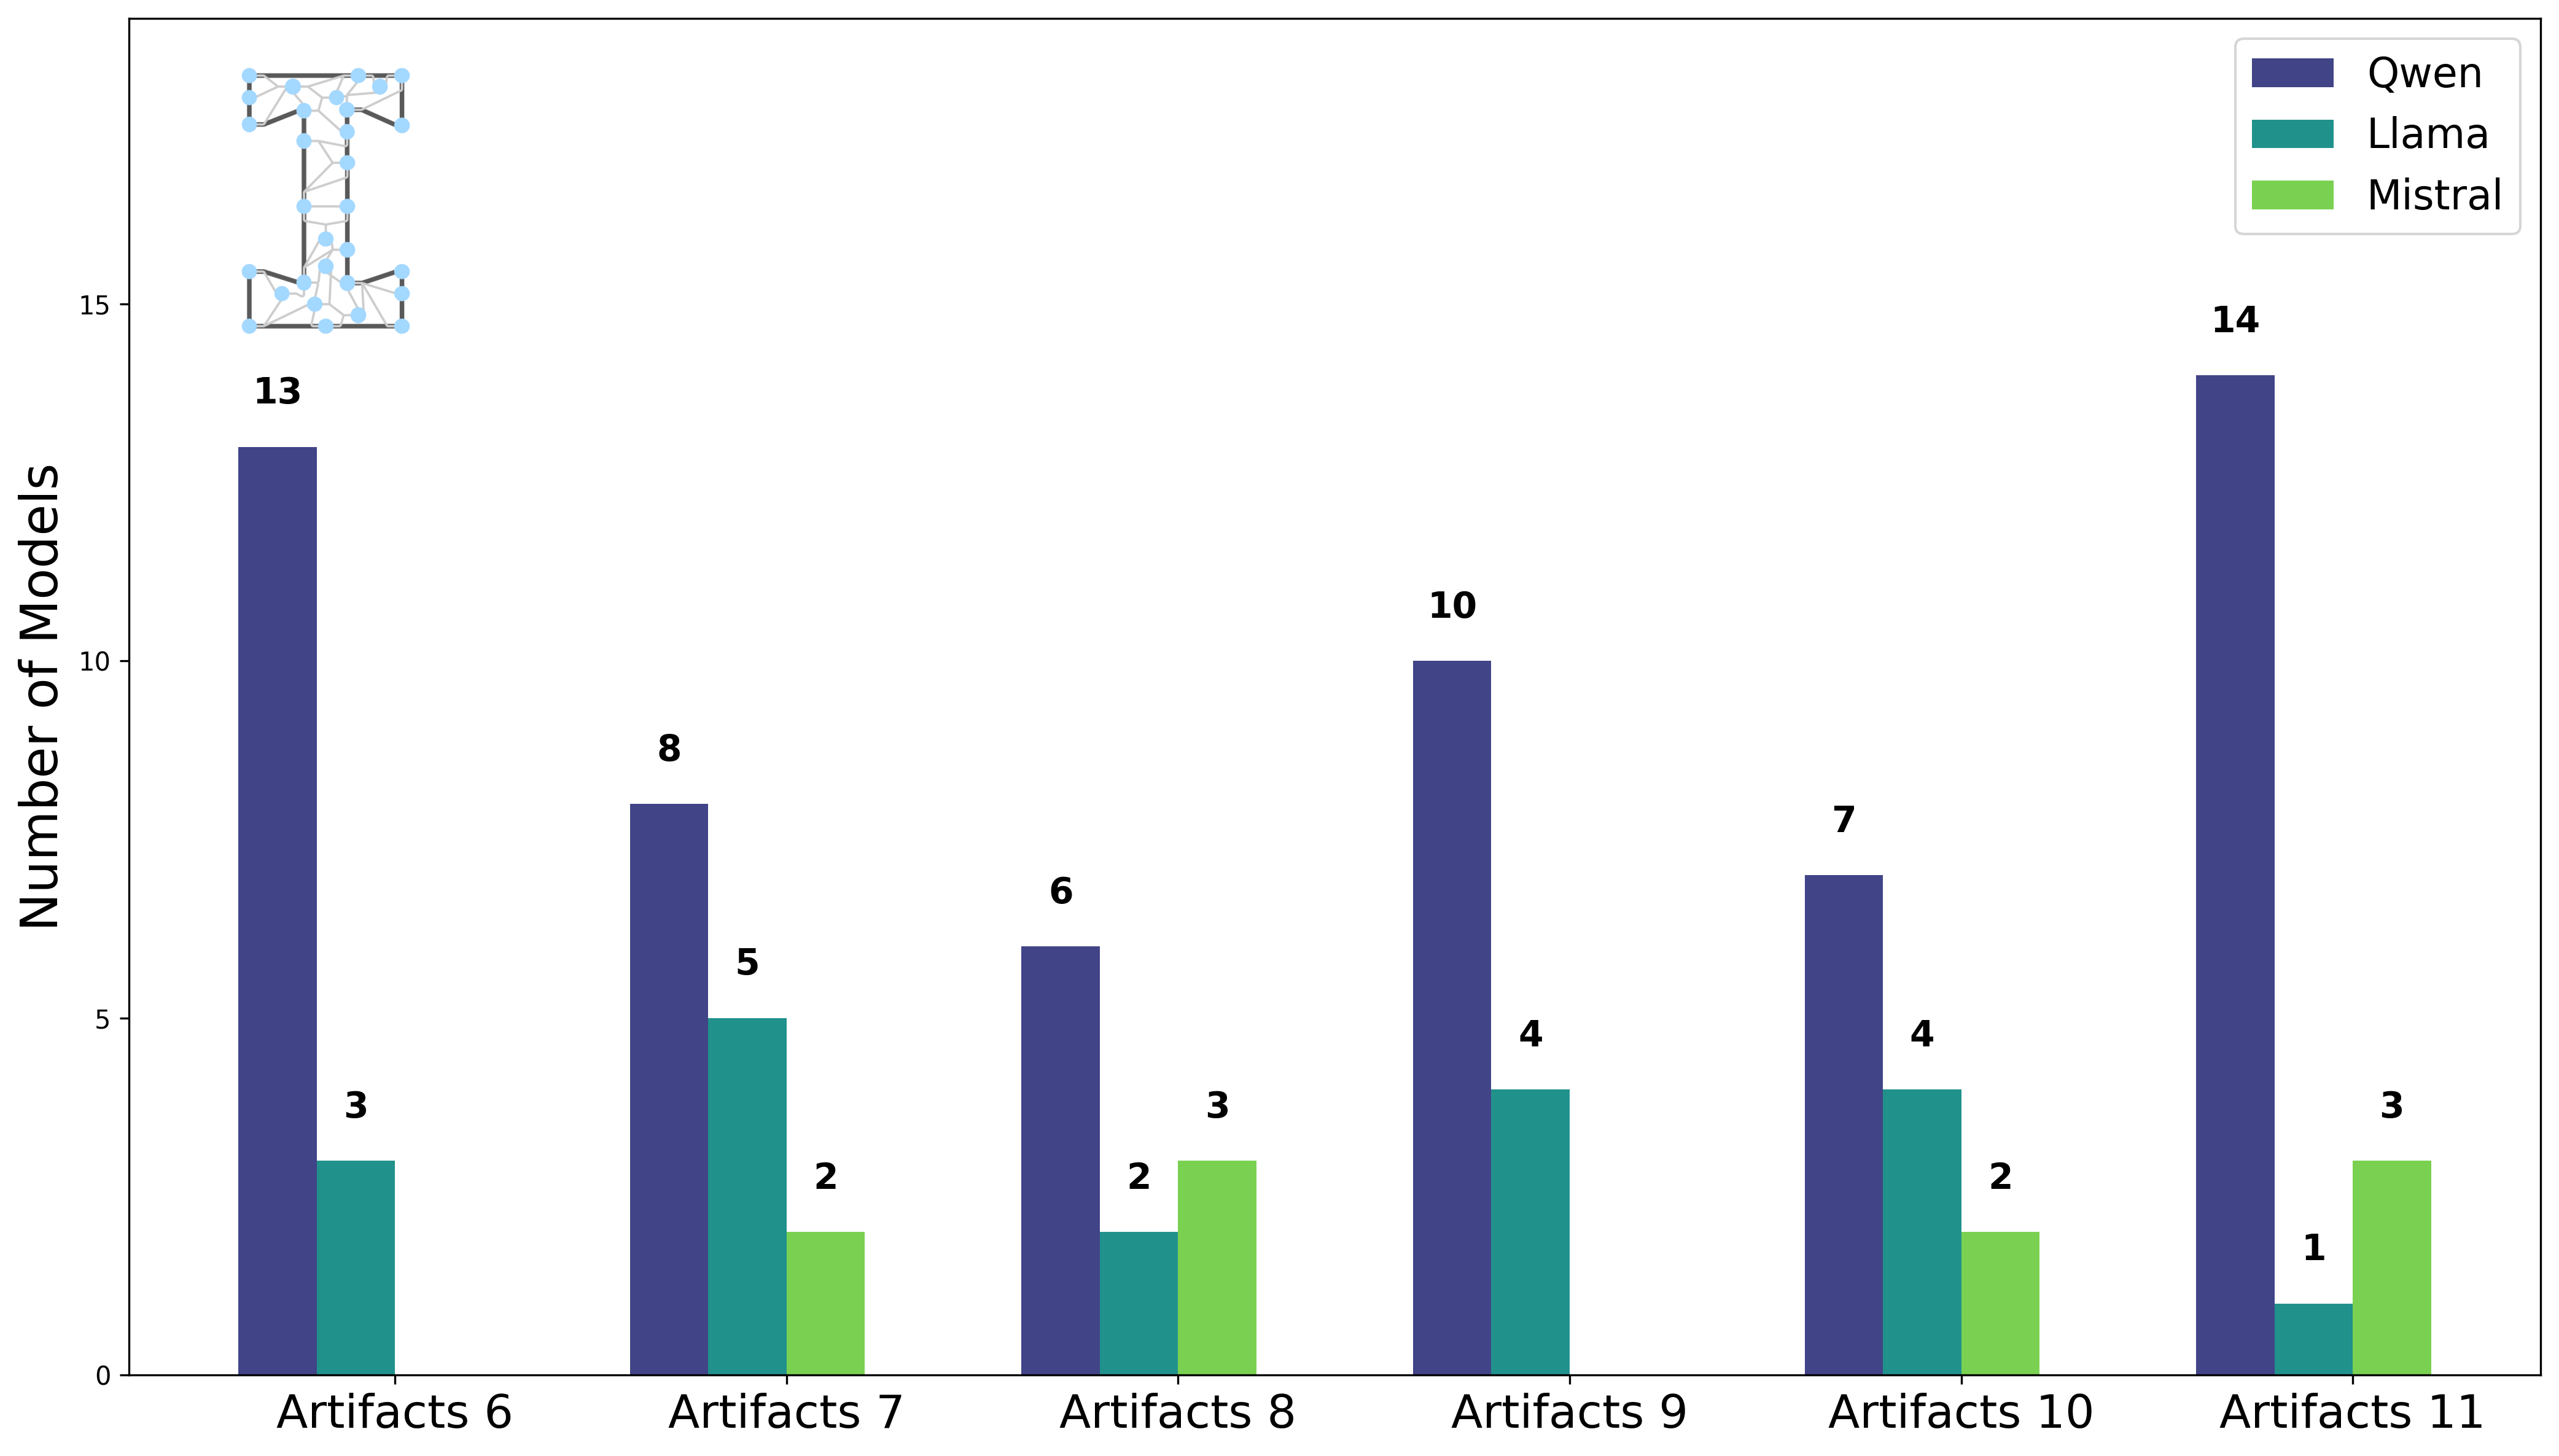 Qwen
Llama
Mistral
Number of Models
15
10
5
0
13
3
8
5
2
6
2
3
10
4
7
4
2
14
1
3
Artifacts 6
Artifacts 7
Artifacts 8
Artifacts 9
Artifacts 10
Artifacts 11